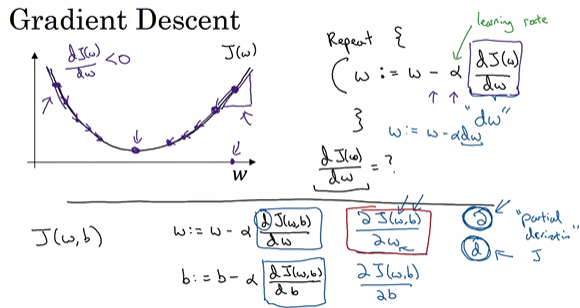 Gradient Descent
learning rate
Repeat {
dJ(w)/dw < 0
J(w)
w := w - α dJ(w)/dw
"dw"
}
w := w - αdw
w
dJ(w)/dw = ?
J(w,b)
w := w - α dJ(w,b)/dw
∂J(w,b)/∂w
∂
"partial
derivative"
b := b - α dJ(w,b)/db
∂J(w,b)/∂b
d
J